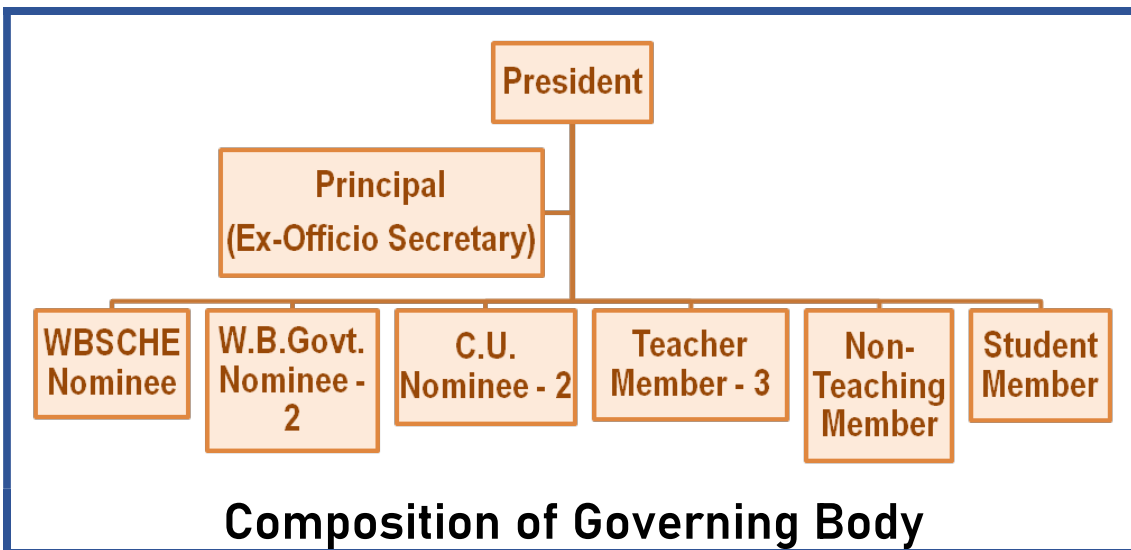 President
Principal
(Ex-Officio Secretary)
WBSCHE
Nominee
W.B.Govt.
Nominee -
2
C.U.
Nominee - 2
Teacher
Member - 3
Non-
Teaching
Member
Student
Member
Composition of Governing Body